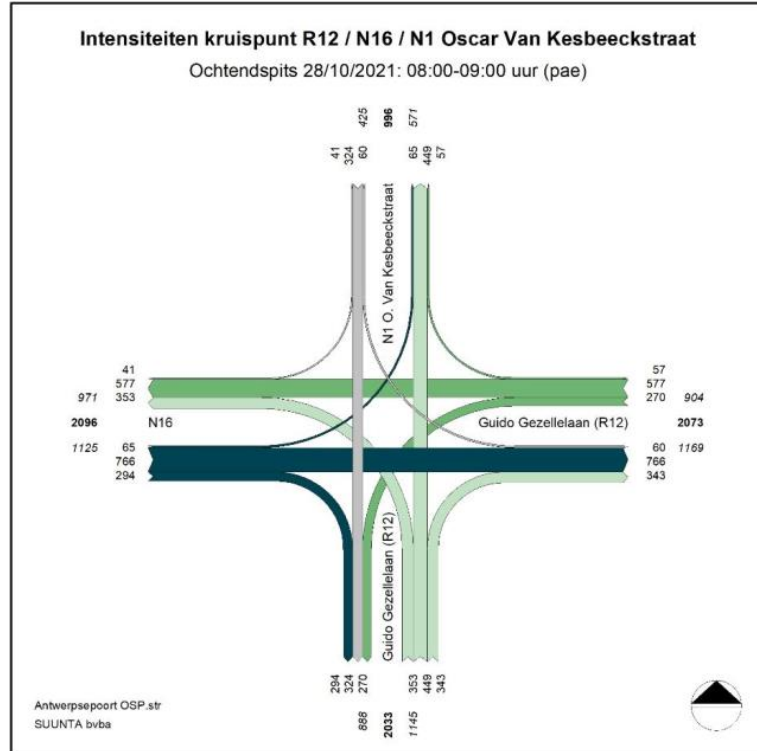 Intensiteiten kruispunt R12 / N16 / N1 Oscar Van Kesbeeckstraat
Ochtendspits 28/10/2021: 08:00-09:00 uur (pae)
425 996 571
41 324 60 65 449 57
N1 O. Van Kesbeeckstraat
41 57
577 577
971 353 270 904
2096 N16 Guido Gezellelaan (R12) 2073
1125 65 60 1169
766 766
294 343
Guido Gezellelaan (R12)
294 324 270 353 449 343
888 2033 1145
Antwerpsepoort OSP.str
SUUNTA bvba